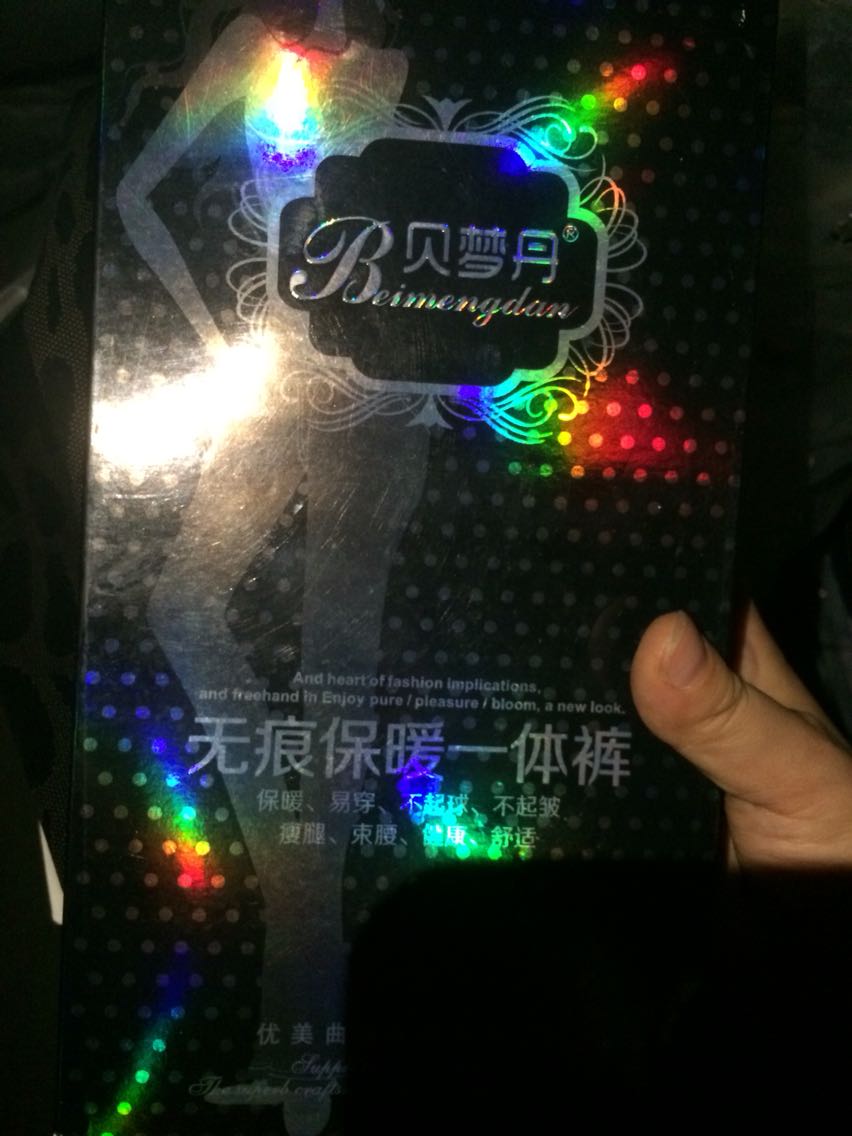 贝梦丹®
Beimengdan
And heart of fashion implications,
and freehand in Enjoy pure / pleasure / bloom, a new look.
无痕保暖一体裤
保暖、易穿、不起球、不起皱
瘦腿、束腰、健康、舒适
优美曲
The superb